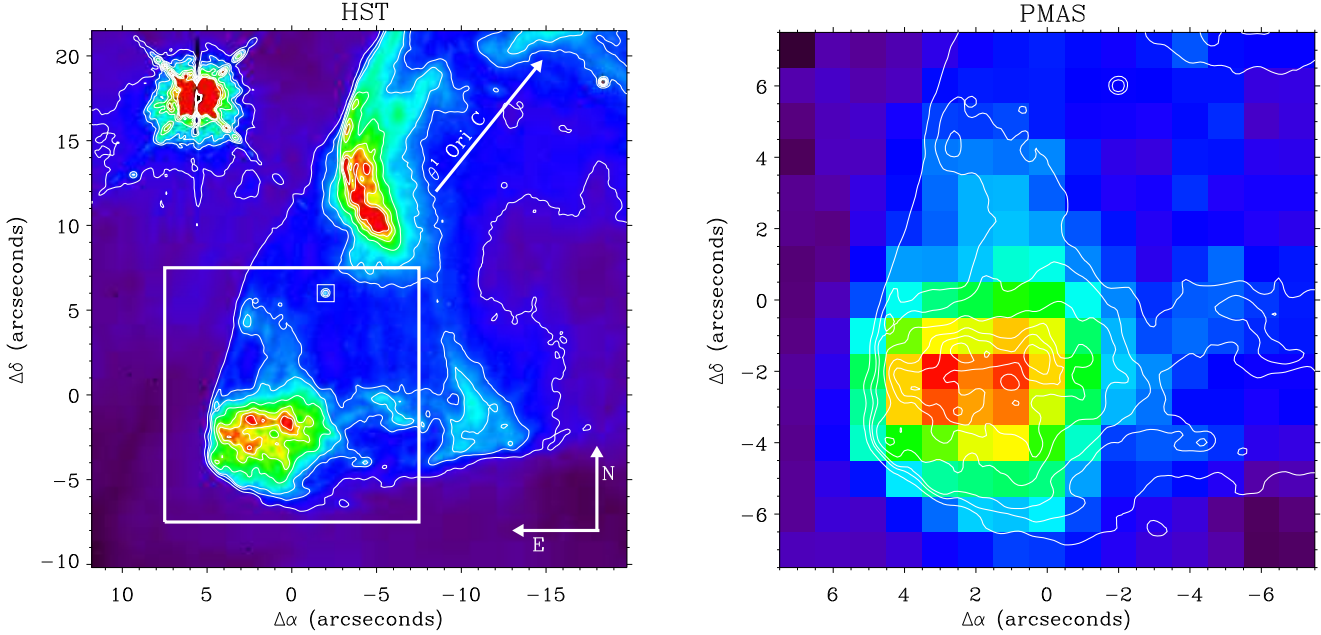 HST
PMAS
20
15
10
5
0
−5
−10
Δδ (arcseconds)
θ¹ Ori C
N
E
10 5 0 −5 −10 −15
Δα (arcseconds)
6
4
2
0
−2
−4
−6
Δδ (arcseconds)
6 4 2 0 −2 −4 −6
Δα (arcseconds)